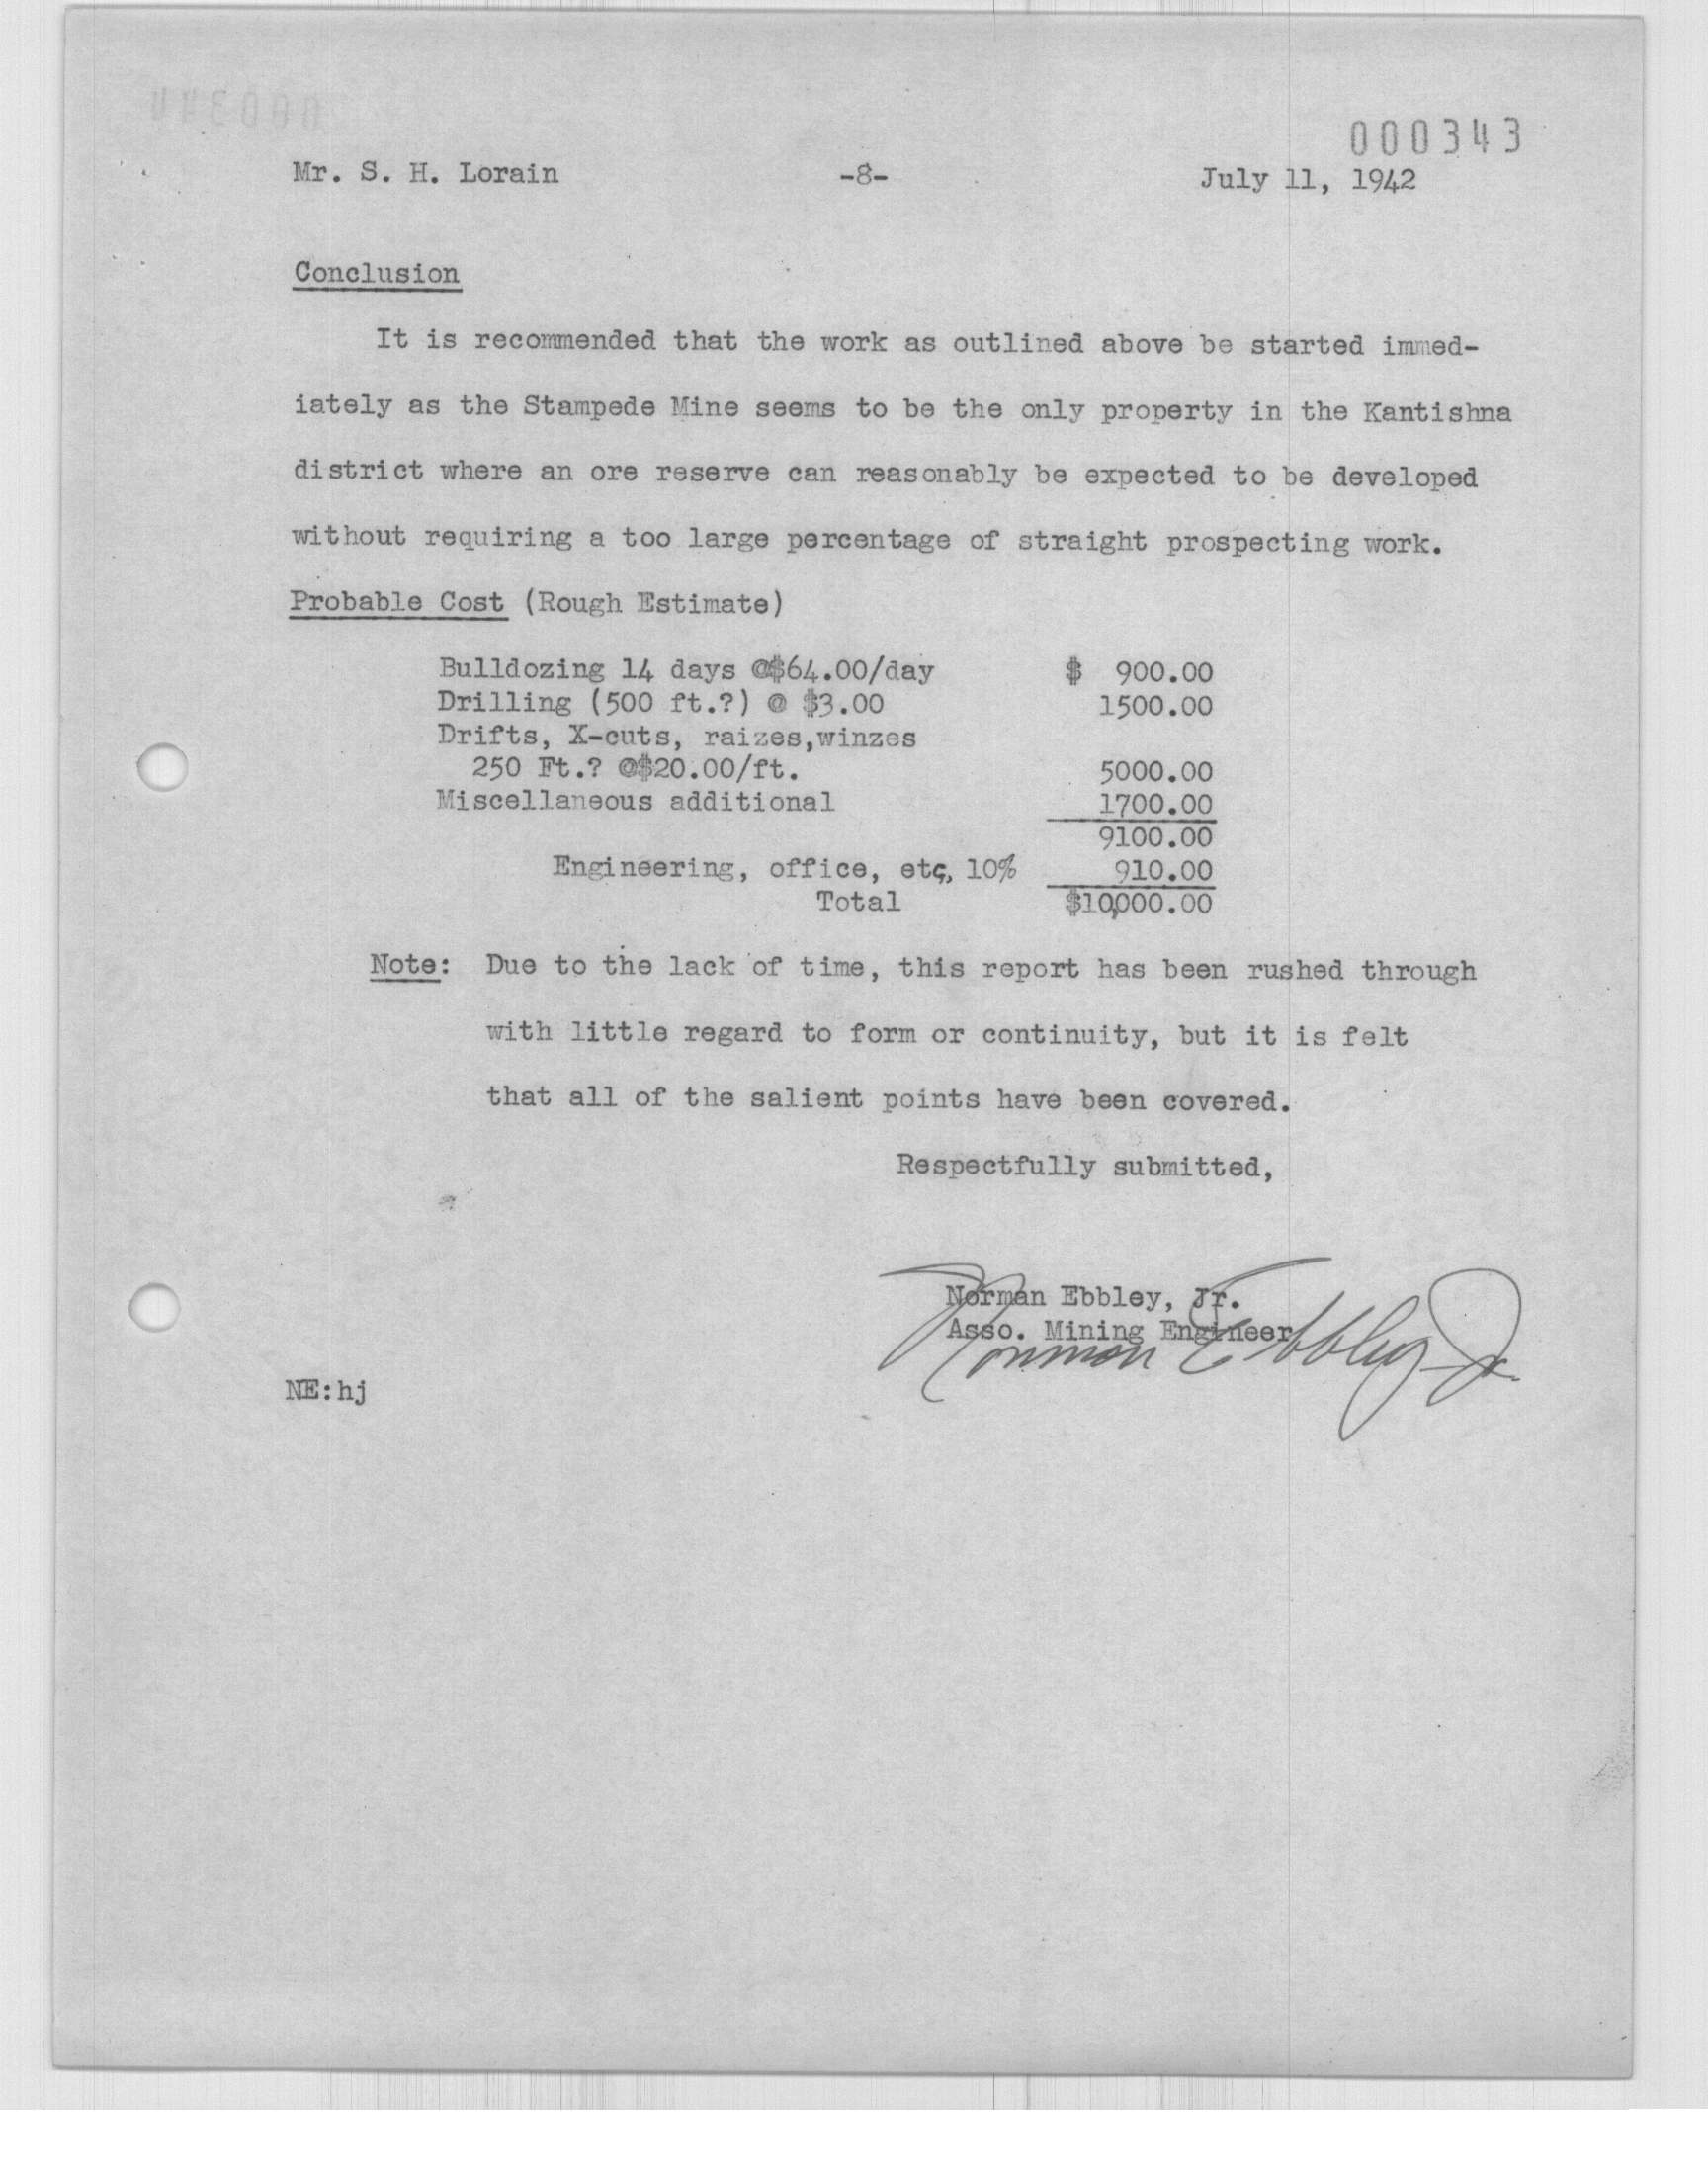 000343
Mr. S. H. Lorain -8- July 11, 1942
Conclusion
It is recommended that the work as outlined above be started immed-
iately as the Stampede Mine seems to be the only property in the Kantishna
district where an ore reserve can reasonably be expected to be developed
without requiring a too large percentage of straight prospecting work.
Probable Cost (Rough Estimate)
Bulldozing 14 days @$64.00/day $ 900.00
Drilling (500 ft.?) @ $3.00 1500.00
Drifts, X-cuts, raizes,winzes
250 Ft.? @$20.00/ft. 5000.00
Miscellaneous additional 1700.00
9100.00
Engineering, office, etc, 10% 910.00
Total $10,000.00
Note: Due to the lack of time, this report has been rushed through
with little regard to form or continuity, but it is felt
that all of the salient points have been covered.
Respectfully submitted,
Norman Ebbley, Jr.
Asso. Mining Engineer
Norman Ebbley Jr.
NE:hj